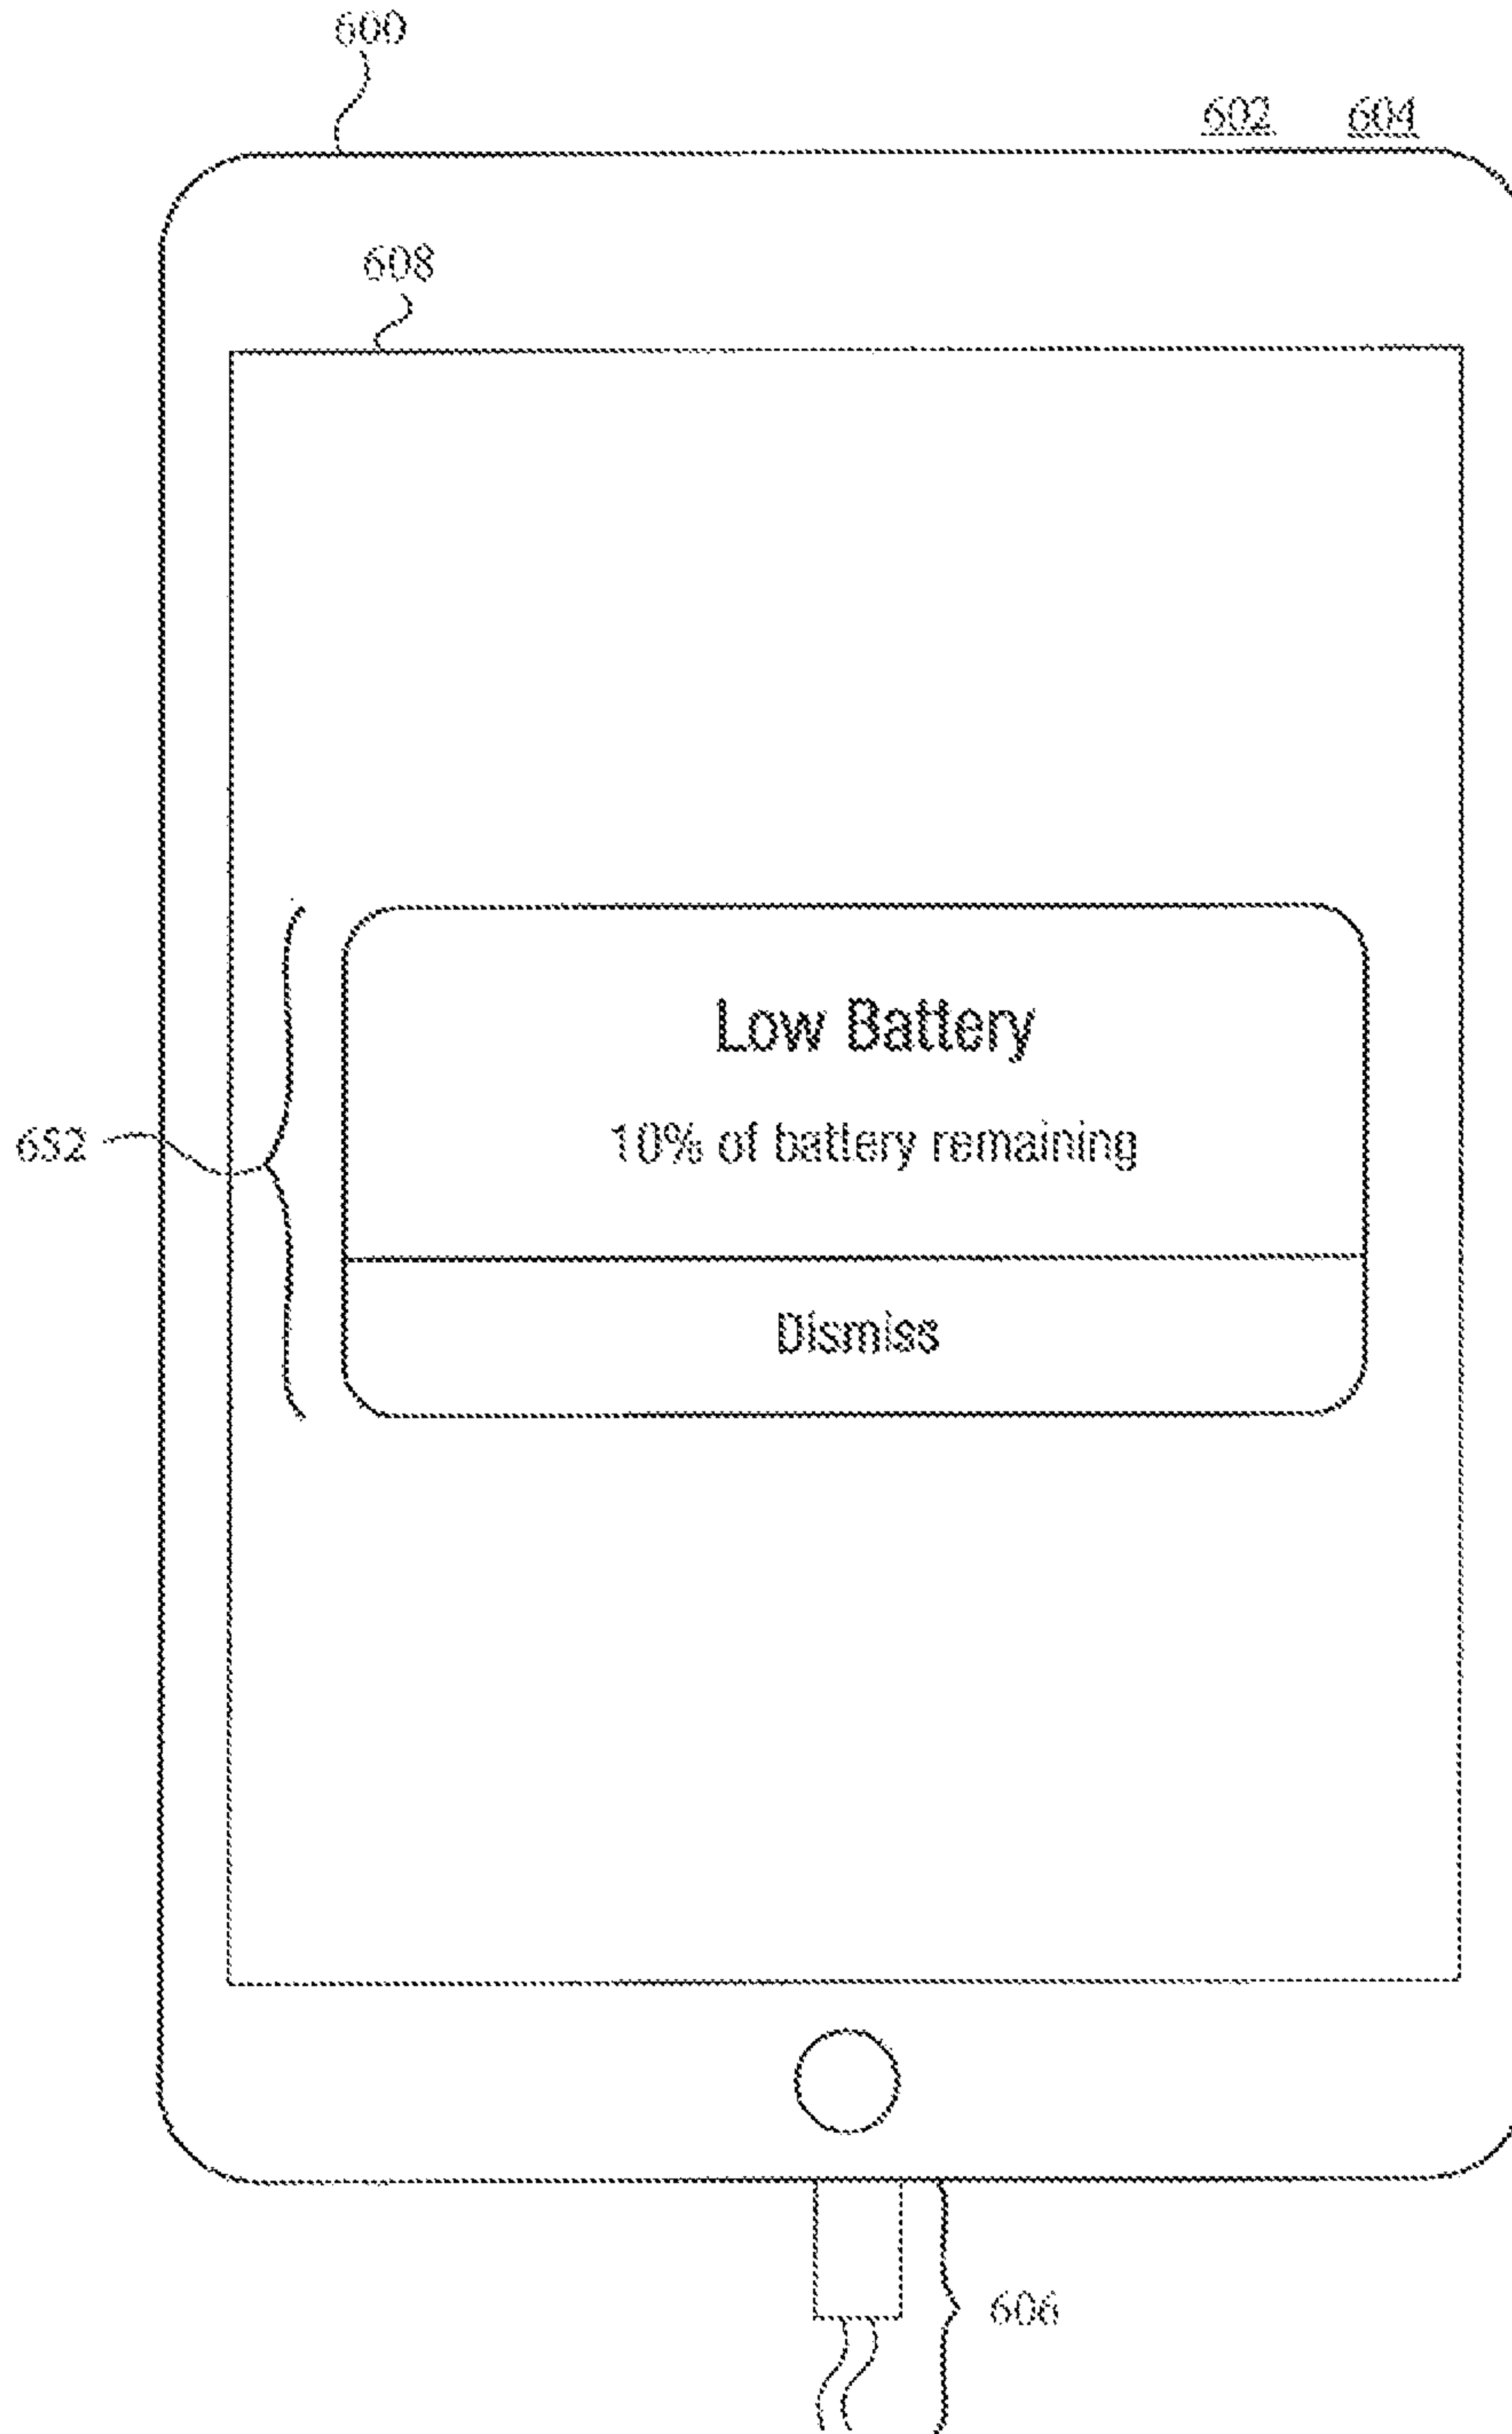 600
602 604
608
Low Battery
652
10% of battery remaining
Dismiss
606